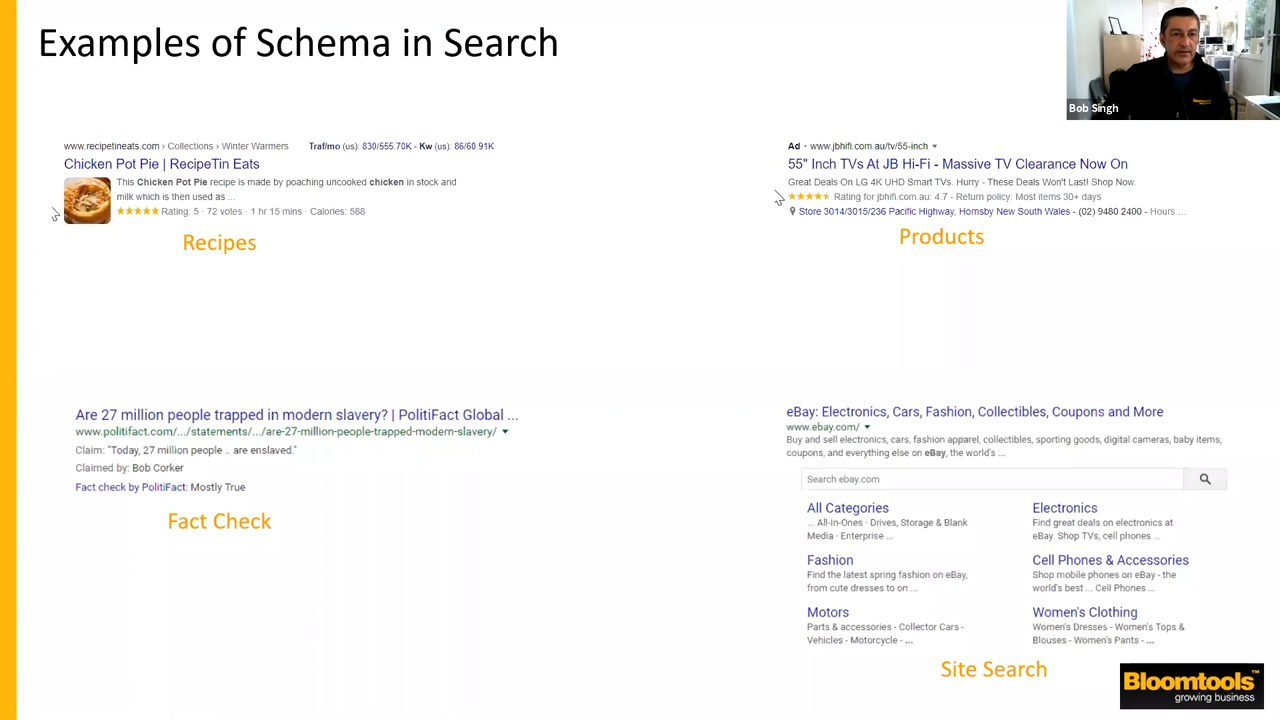 Examples of Schema in Search
Bob Singh
www.recipetineats.com › Collections › Winter Warmers Traf/mo (us): 830/555.70K - Kw (us): 86/60.91K
Chicken Pot Pie | RecipeTin Eats
This Chicken Pot Pie recipe is made by poaching uncooked chicken in stock and
milk which is then used as ...
★★★★★ Rating: 5 · 72 votes · 1 hr 15 mins · Calories: 588
Recipes
Ad · www.jbhifi.com.au/tv/55-inch ▼
55" Inch TVs At JB Hi-Fi - Massive TV Clearance Now On
Great Deals On LG 4K UHD Smart TVs. Hurry - These Deals Won't Last! Shop Now.
Rating for jbhifi.com.au: 4.7 - Return policy: Most items 30+ days
Store 3014/3015/236 Pacific Highway, Hornsby New South Wales - (02) 9480 2400 - Hours ...
Products
Are 27 million people trapped in modern slavery? | PolitiFact Global ...
www.politifact.com/.../statements/.../are-27-million-people-trapped-modern-slavery/ ▼
Claim: "Today, 27 million people .. are enslaved."
Claimed by: Bob Corker
Fact check by PolitiFact: Mostly True
Fact Check
eBay: Electronics, Cars, Fashion, Collectibles, Coupons and More
www.ebay.com/ ▼
Buy and sell electronics, cars, fashion apparel, collectibles, sporting goods, digital cameras, baby items,
coupons, and everything else on eBay, the world's ...
Search ebay.com
All Categories
... All-In-Ones · Drives, Storage & Blank
Media · Enterprise ...
Electronics
Find great deals on electronics at
eBay. Shop TVs, cell phones ...
Fashion
Find the latest spring fashion on eBay,
from cute dresses to on ...
Cell Phones & Accessories
Shop mobile phones on eBay - the
world's best ... Cell Phones ...
Motors
Parts & accessories - Collector Cars -
Vehicles - Motorcycle - ...
Women's Clothing
Women's Dresses - Women's Tops &
Blouses - Women's Pants - ...
Site Search
Bloomtools™
growing business